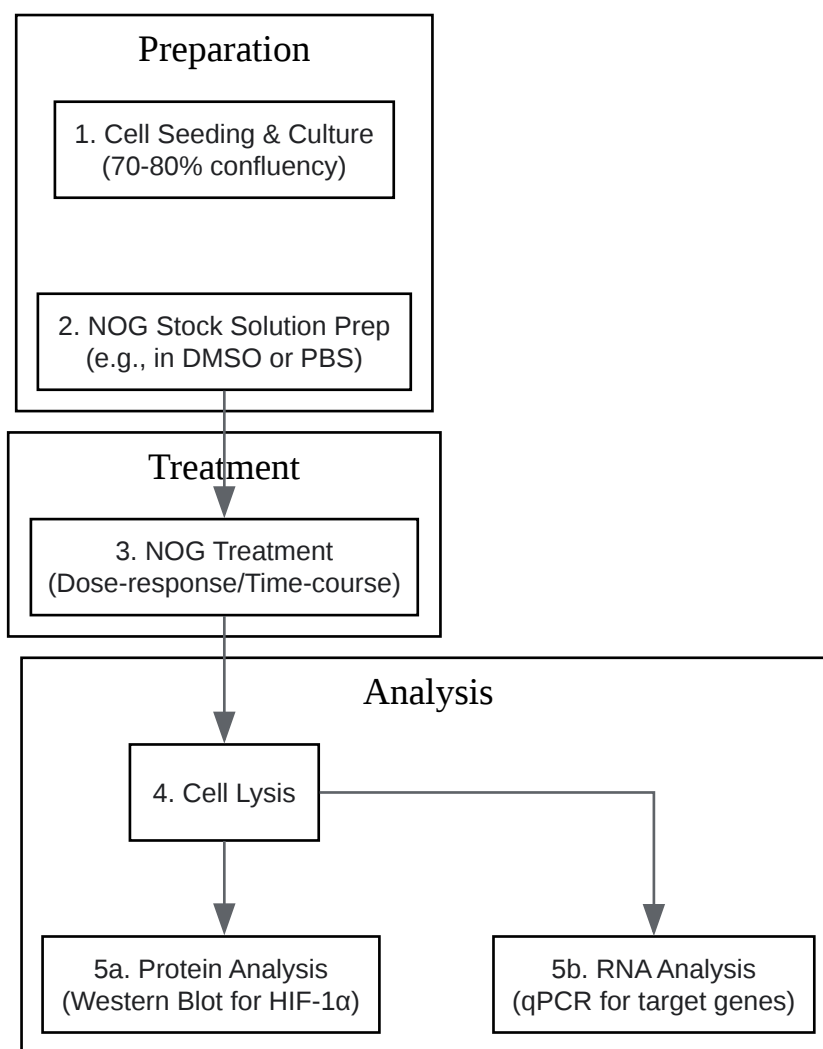 Preparation
1. Cell Seeding & Culture
(70-80% confluency)
2. NOG Stock Solution Prep
(e.g., in DMSO or PBS)
Treatment
3. NOG Treatment
(Dose-response/Time-course)
Analysis
4. Cell Lysis
5a. Protein Analysis
(Western Blot for HIF-1α)
5b. RNA Analysis
(qPCR for target genes)